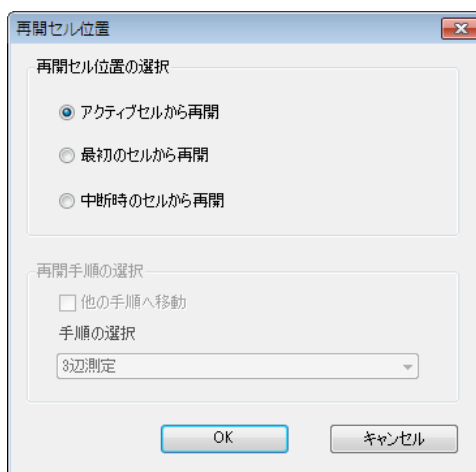 再開セル位置
再開セル位置の選択
アクティブセルから再開
最初のセルから再開
中断時のセルから再開
再開手順の選択
他の手順へ移動
手順の選択
3辺測定
OK
キャンセル